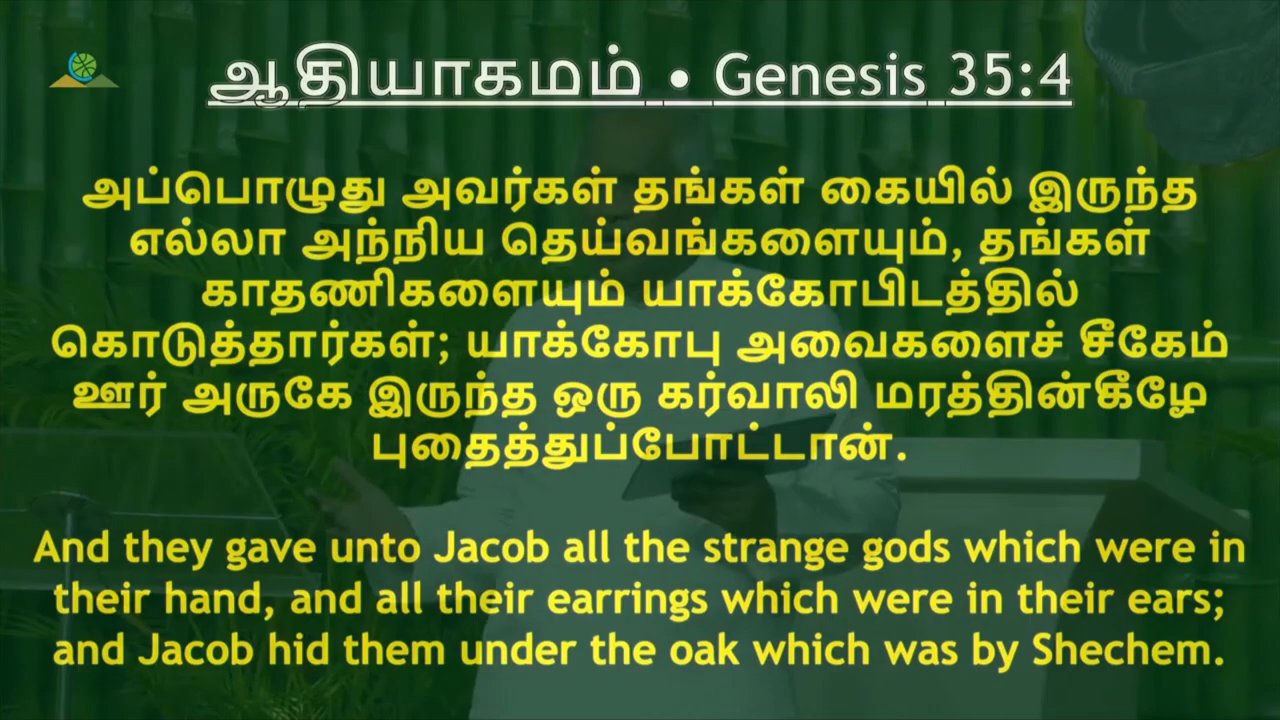 ஆதியாகமம் • Genesis 35:4
அப்பொழுது அவர்கள் தங்கள் கையில் இருந்த
எல்லா அந்நிய தெய்வங்களையும், தங்கள்
காதணிகளையும் யாக்கோபிடத்தில்
கொடுத்தார்கள்; யாக்கோபு அவைகளைச் சீகேம்
ஊர் அருகே இருந்த ஒரு கர்வாலி மரத்தின்கீழே
புதைத்துப்போட்டான்.
And they gave unto Jacob all the strange gods which were in
their hand, and all their earrings which were in their ears;
and Jacob hid them under the oak which was by Shechem.